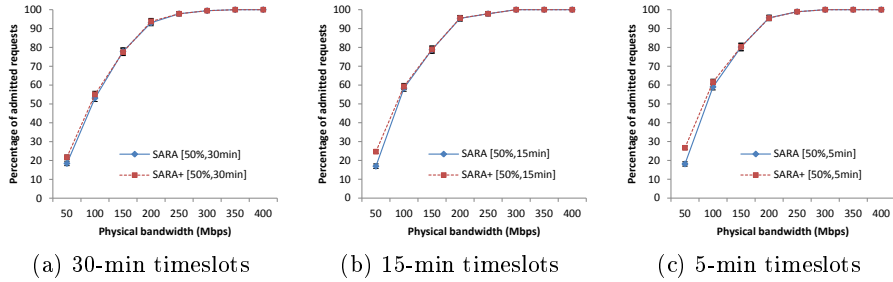 Percentage of admitted requests
100
90
80
70
60
50
40
30
20
10
0
SARA [50%,30min]
SARA+ [50%,30min]
50 100 150 200 250 300 350 400
Physical bandwidth (Mbps)
(a) 30-min timeslots
Percentage of admitted requests
100
90
80
70
60
50
40
30
20
10
0
SARA [50%,15min]
SARA+ [50%,15min]
50 100 150 200 250 300 350 400
Physical bandwidth (Mbps)
(b) 15-min timeslots
Percentage of admitted requests
100
90
80
70
60
50
40
30
20
10
0
SARA [50%,5min]
SARA+ [50%,5min]
50 100 150 200 250 300 350 400
Physical bandwidth (Mbps)
(c) 5-min timeslots